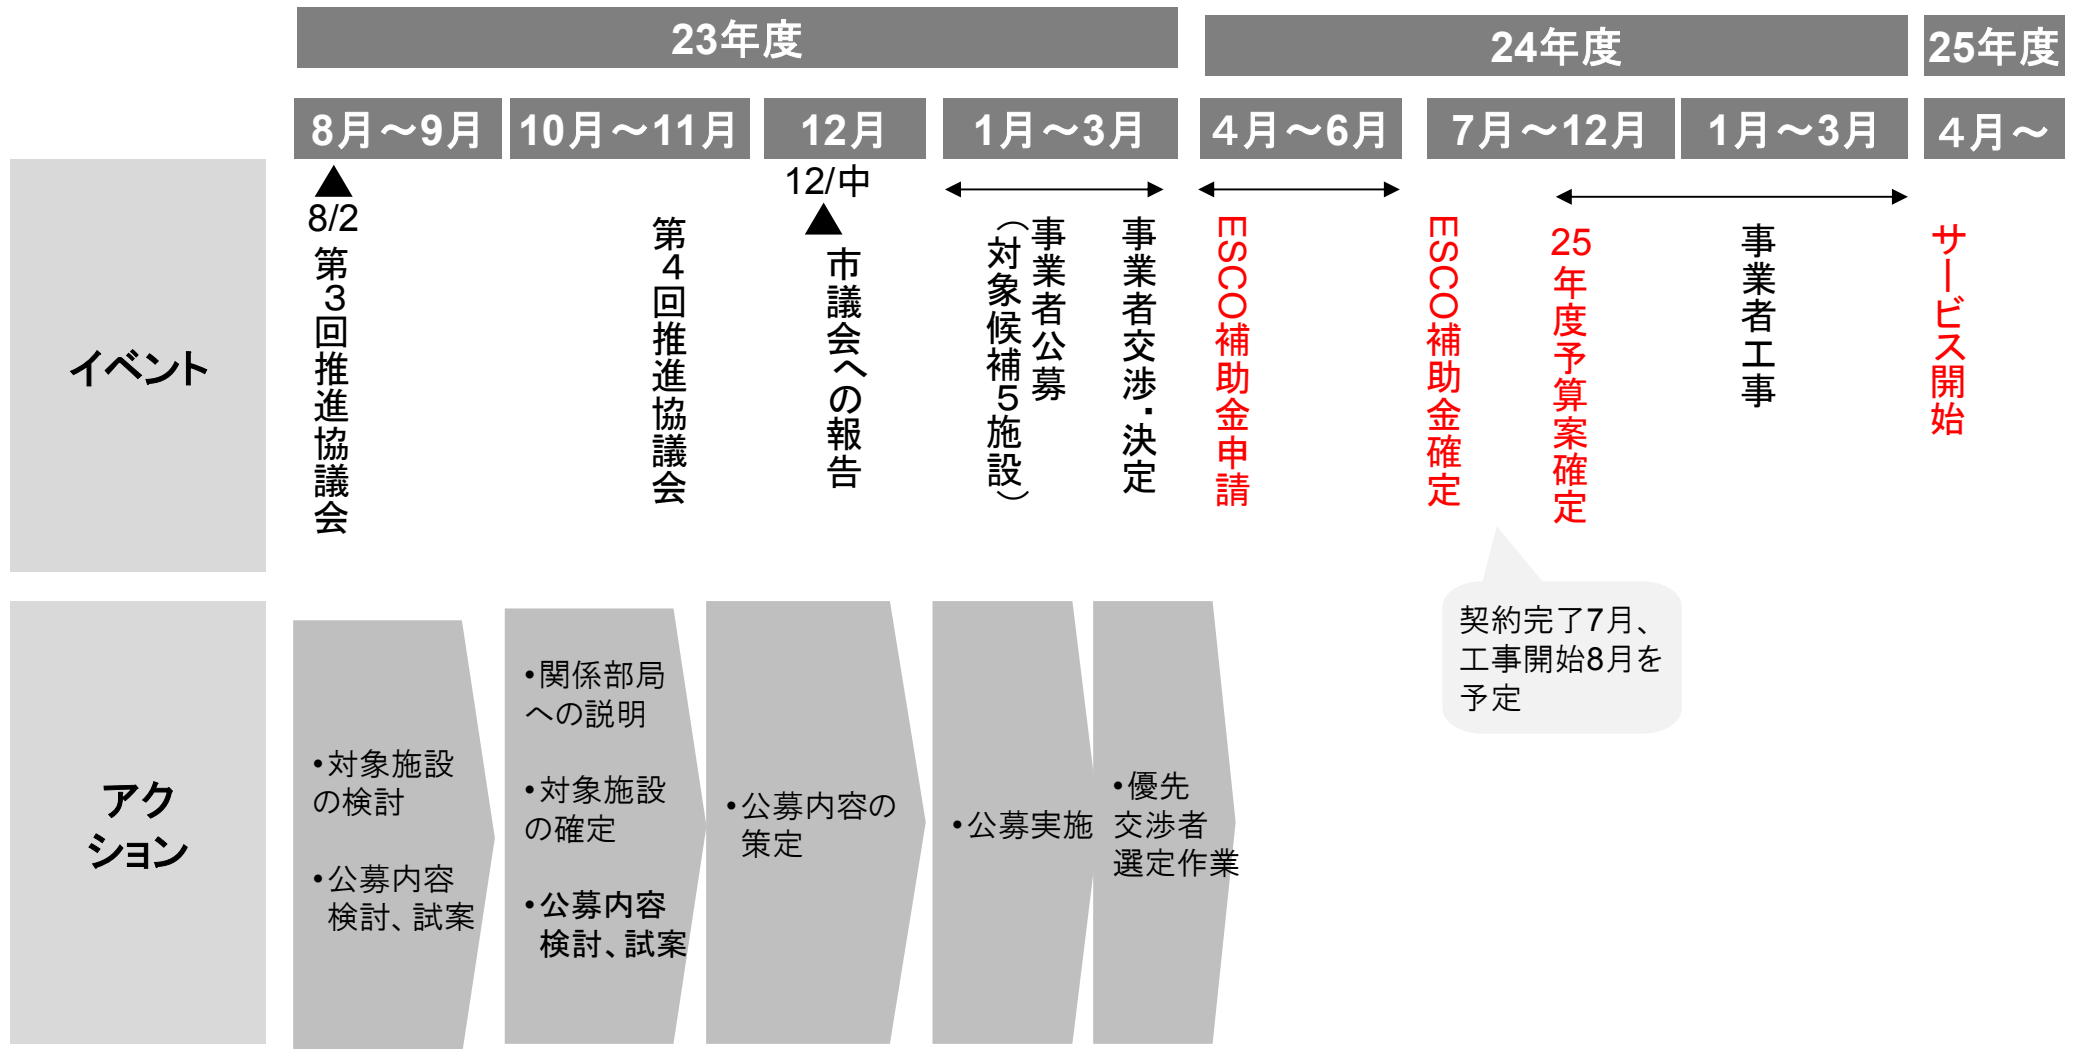 23年度
24年度
25年度
8月～9月
10月～11月
12月
1月～3月
４月～6月
7月～12月
1月～3月
４月～
イベント
8/2
第３回推進協議会
第４回推進協議会
12/中
市議会への報告
事業者公募
（対象候補５施設）
事業者交渉・決定
ESCO補助金申請
ESCO補助金確定
25年度予算案確定
事業者工事
サービス開始
契約完了7月、
工事開始8月を
予定
アク
ション
•対象施設
の検討
•公募内容
検討、試案
•関係部局
への説明
•対象施設
の確定
•公募内容
検討、試案
•公募内容の
策定
•公募実施
•優先
交渉者
選定作業